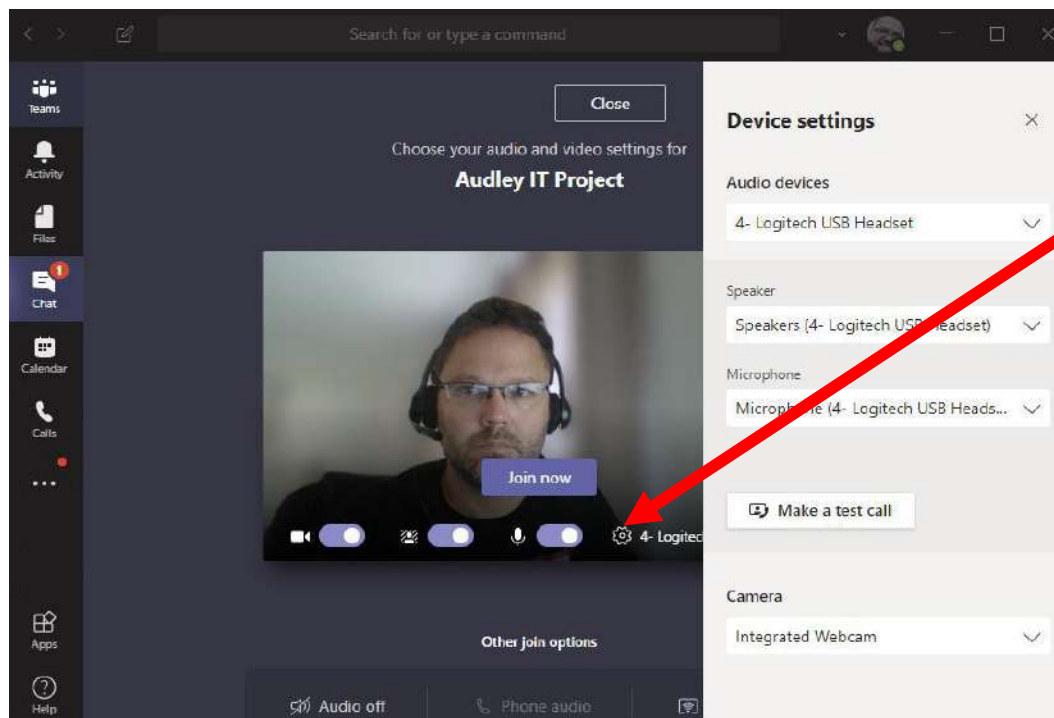 Search for or type a command
Teams
Activity
Files
Chat
1
Calendar
Calls
Apps
Help
Close
Choose your audio and video settings for
Audley IT Project
Join now
4- Logitec
Other join options
Audio off
Phone audio
Device settings
Audio devices
4- Logitech USB Headset
Speaker
Speakers (4- Logitech USB Headset)
Microphone
Microphone (4- Logitech USB Heads...
Make a test call
Camera
Integrated Webcam